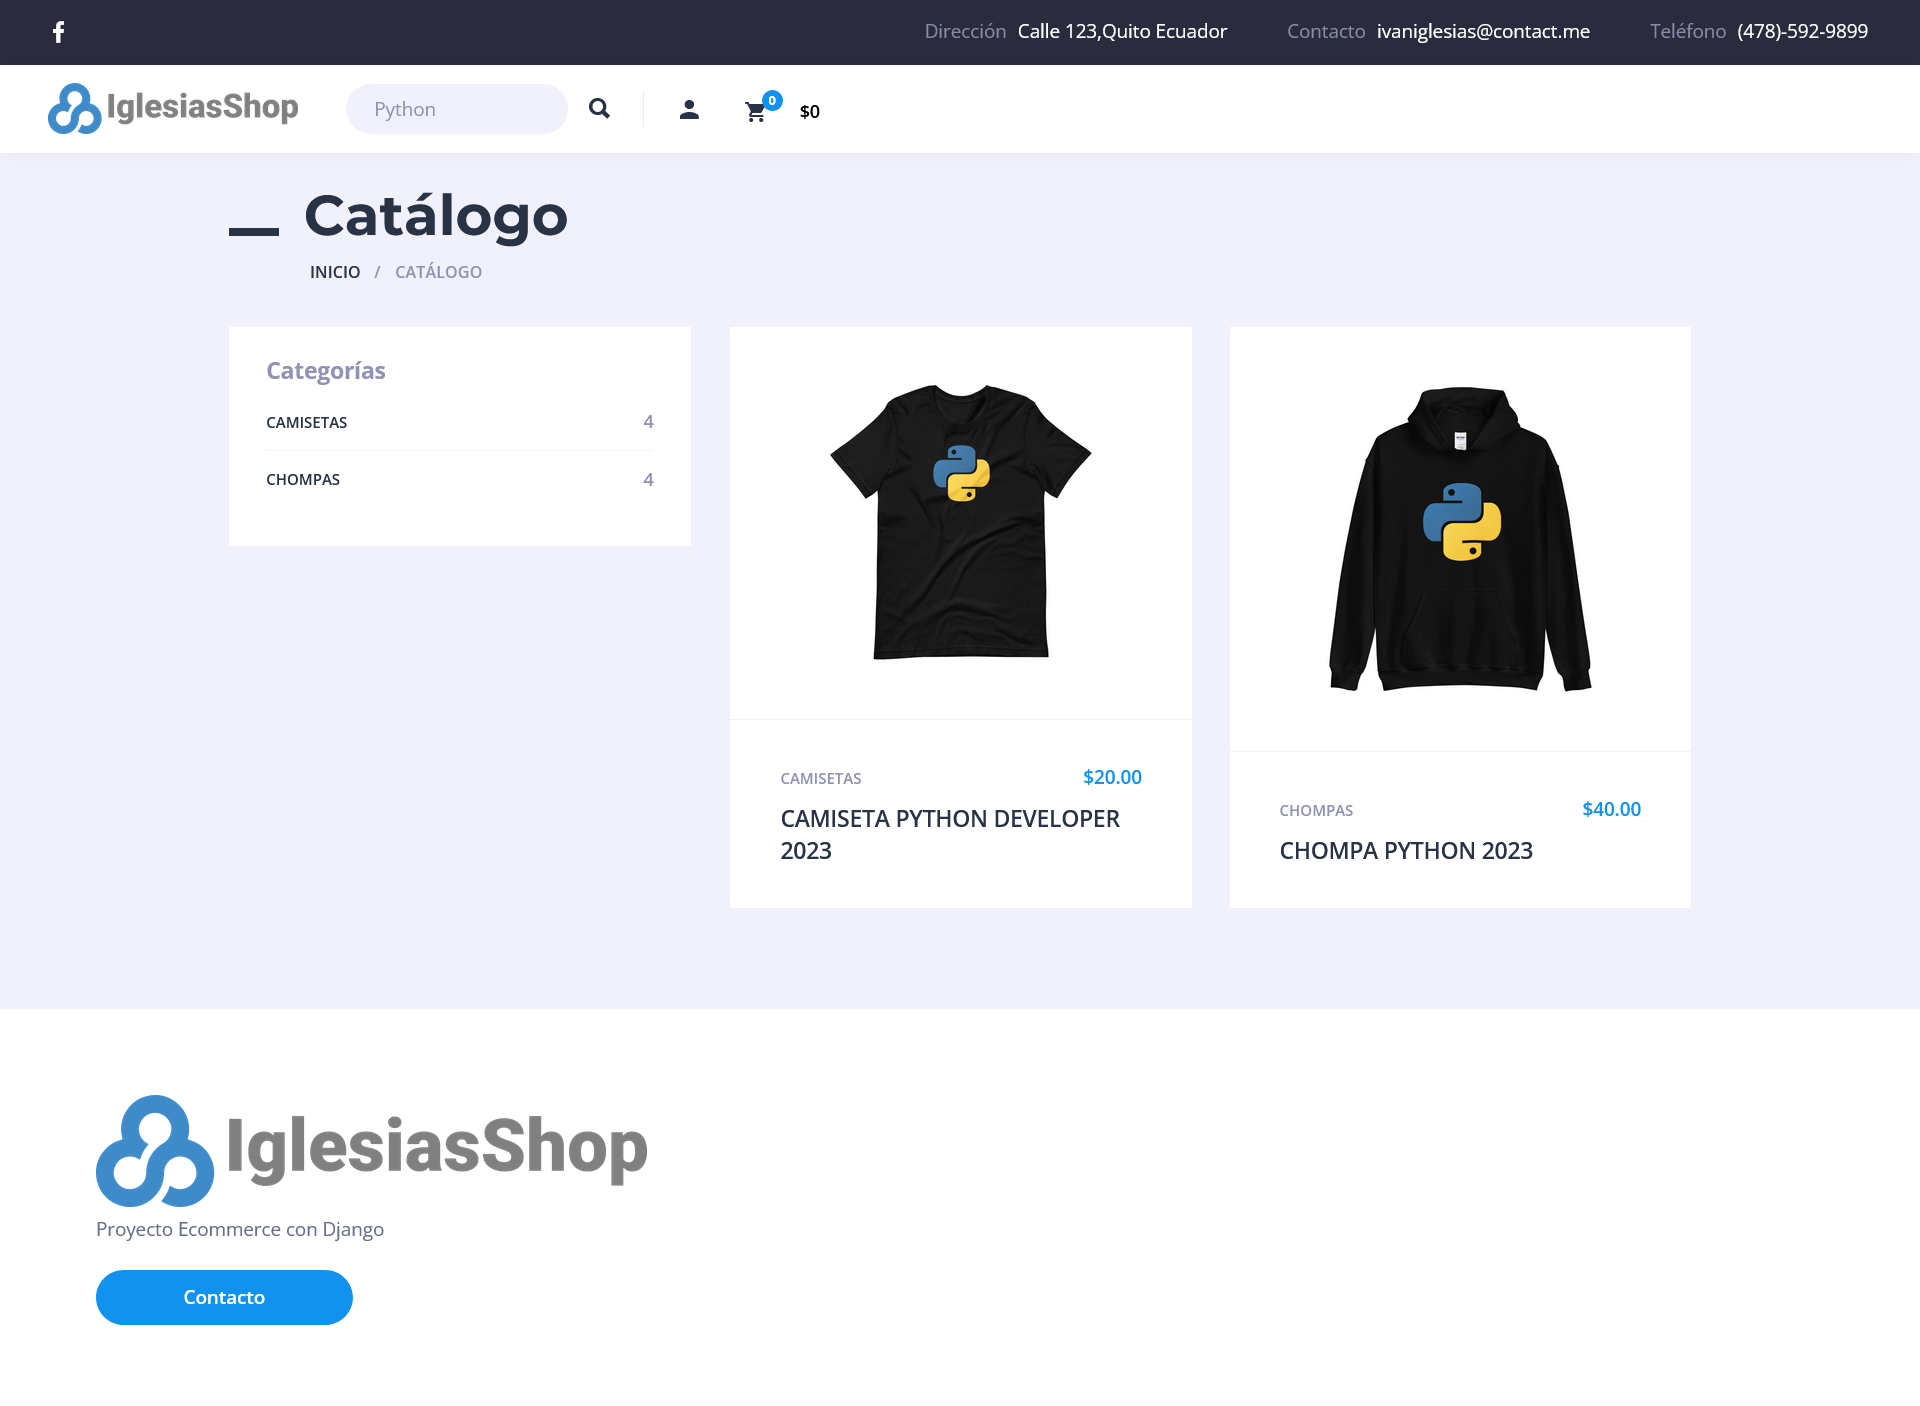 Dirección Calle 123,Quito Ecuador Contacto ivaniglesias@contact.me Teléfono (478)-592-9899
IglesiasShop Python 0 $0
Catálogo
INICIO / CATÁLOGO
Categorías
CAMISETAS 4
CHOMPAS 4
CAMISETAS $20.00
CAMISETA PYTHON DEVELOPER
2023
CHOMPAS $40.00
CHOMPA PYTHON 2023
IglesiasShop
Proyecto Ecommerce con Django
Contacto